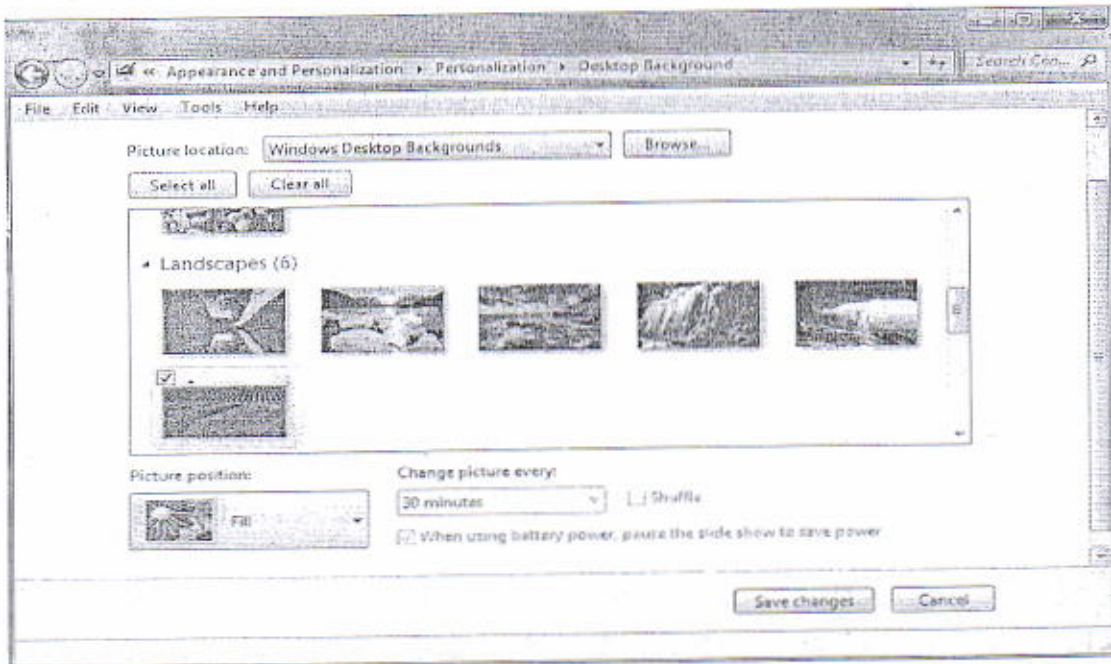 « Appearance and Personalization ▸ Personalization ▸ Desktop Background
Search Con...
File Edit View Tools Help
Picture location: Windows Desktop Backgrounds Browse...
Select all Clear all
Landscapes (6)
Picture position: Change picture every:
Fill 30 minutes Shuffle
When using battery power, pause the slide show to save power
Save changes Cancel